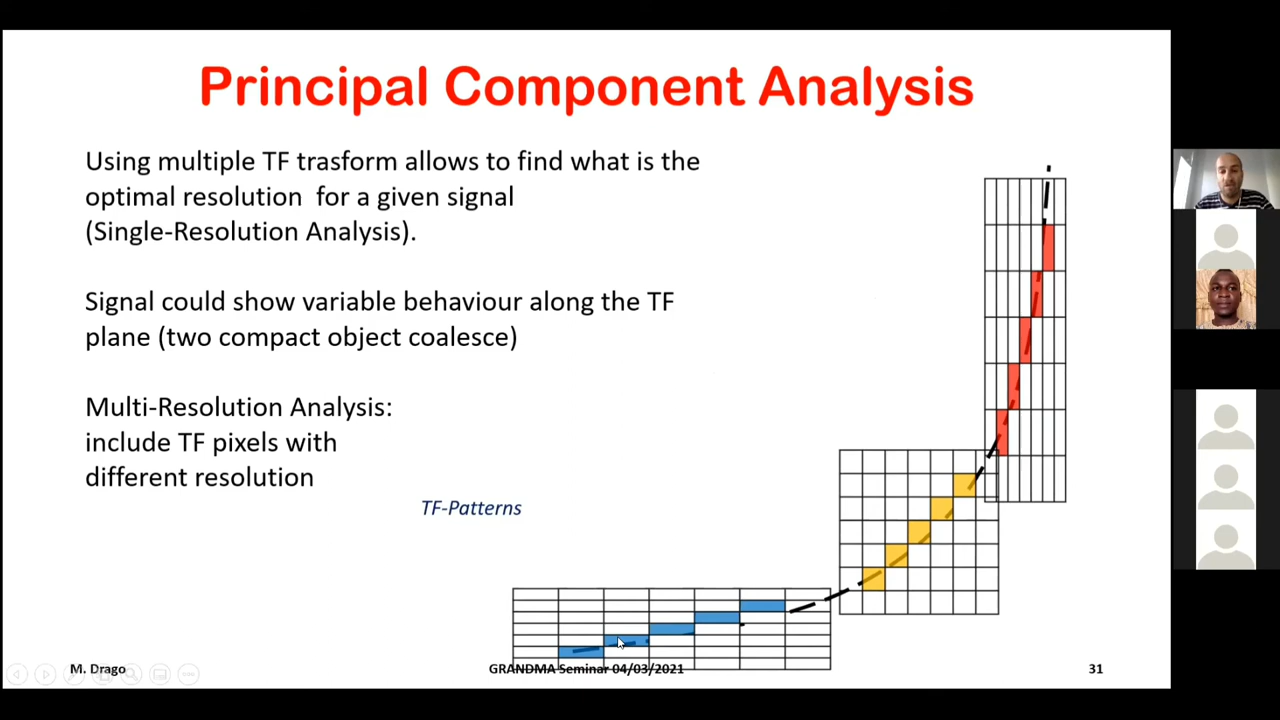 Principal Component Analysis
Using multiple TF trasform allows to find what is the
optimal resolution for a given signal
(Single-Resolution Analysis).
Signal could show variable behaviour along the TF
plane (two compact object coalesce)
Multi-Resolution Analysis:
include TF pixels with
different resolution
TF-Patterns
M. Drago
GRANDMA Seminar 04/03/2021
31